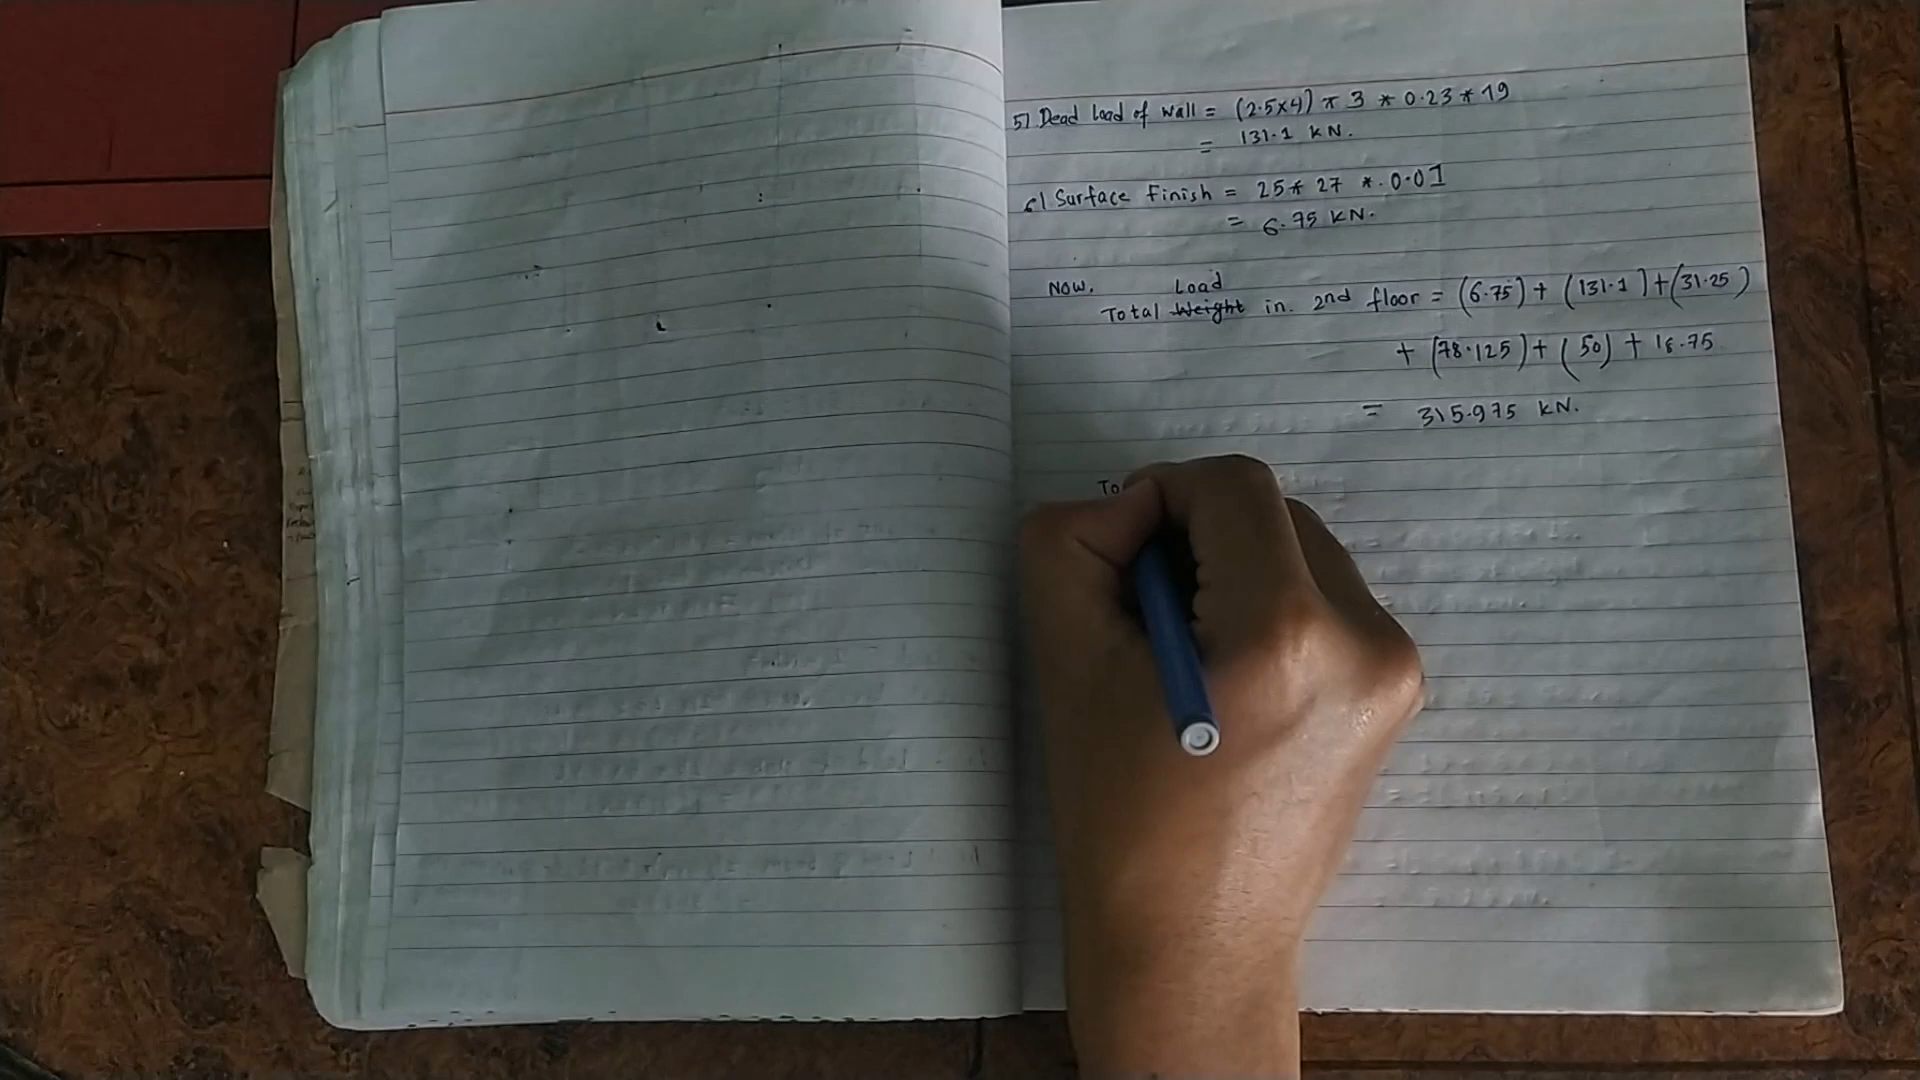 5) Dead load of wall = (2.5x4) * 3 * 0.23 * 19
= 131.1 KN.
6) Surface Finish = 25 * 27 *. 0.01
= 6.75 KN.
Now, Load
Total Weight in. 2nd floor = (6.75) + (131.1) + (31.25)
+ (78.125) + (50) + 18.75
= 315.975 KN.
To